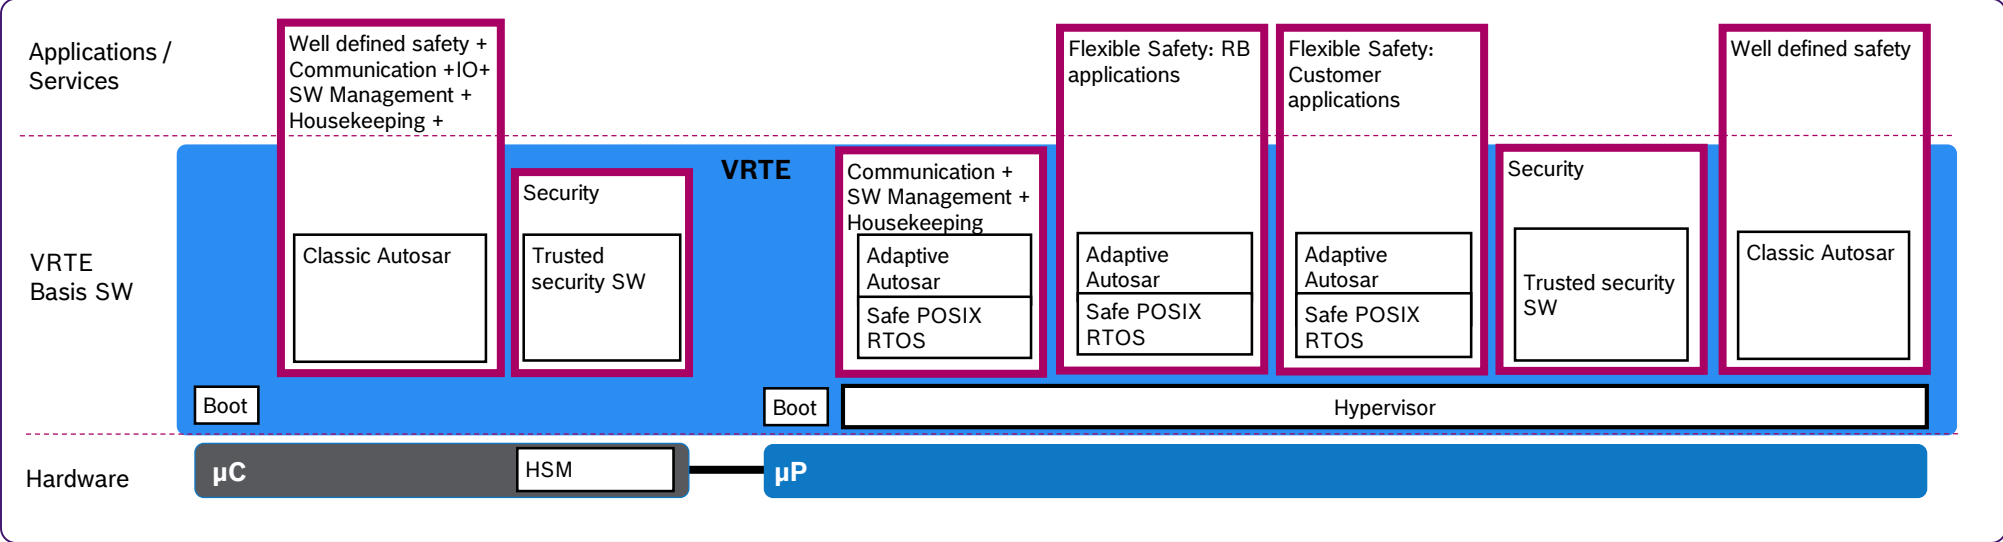 Applications /
Services
Well defined safety +
Communication +IO+
SW Management +
Housekeeping +
Flexible Safety: RB
applications
Flexible Safety:
Customer
applications
Well defined safety
VRTE
Basis SW
VRTE
Security
Communication +
SW Management +
Housekeeping
Security
Classic Autosar
Trusted
security SW
Adaptive
Autosar
Safe POSIX
RTOS
Adaptive
Autosar
Safe POSIX
RTOS
Adaptive
Autosar
Safe POSIX
RTOS
Trusted security
SW
Classic Autosar
Boot
Boot
Hypervisor
Hardware
µC
HSM
µP